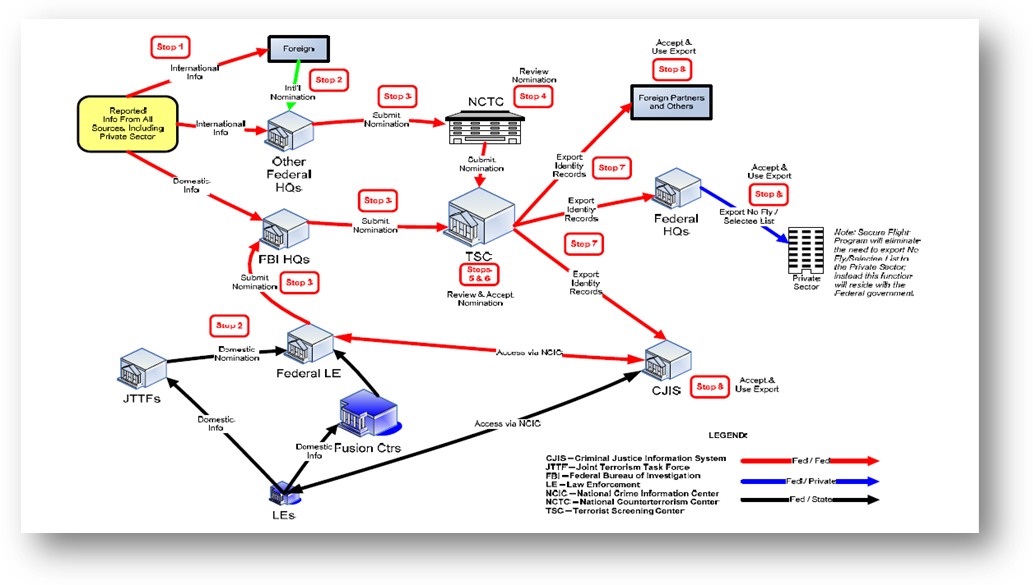 Step 1
Foreign
International
Info
Step 2
Int'l
Nomination
Reported
Info From All
Sources, Including
Private Sector
International
Info
Other
Federal
HQs
Step 3
Submit
Nomination
Review
Nomination
NCTC
Step 4
Submit
Nomination
Accept &
Use Export
Step 8
Foreign Partners
and Others
Export
Identity
Records
Step 7
Domestic
Info
FBI HQs
Step 3
Submit
Nomination
TSC
Steps
5 & 6
Review & Accept
Nomination
Export
Identity
Records
Step 7
Federal
HQs
Accept &
Use Export
Step 8
Export No Fly /
Selectee List
Private
Sector
Note: Secure Flight
Program will eliminate
the need to export No
Fly/Selectee List to
the Private Sector;
instead this function
will reside with the
Federal government.
Export
Identity
Records
Submit
Nomination
Step 3
Step 2
Domestic
Nomination
Federal LE
JTTFs
Access via NCIC
CJIS
Step 8
Accept &
Use Export
Domestic
Info
Domestic
Info
Fusion Ctrs
Access via NCIC
LEs
LEGEND:
CJIS – Criminal Justice Information System
JTTF – Joint Terrorism Task Force
FBI – Federal Bureau of Investigation
LE – Law Enforcement
NCIC – National Crime Information Center
NCTC – National Counterterrorism Center
TSC – Terrorist Screening Center
Fed / Fed
Fed / Private
Fed / State